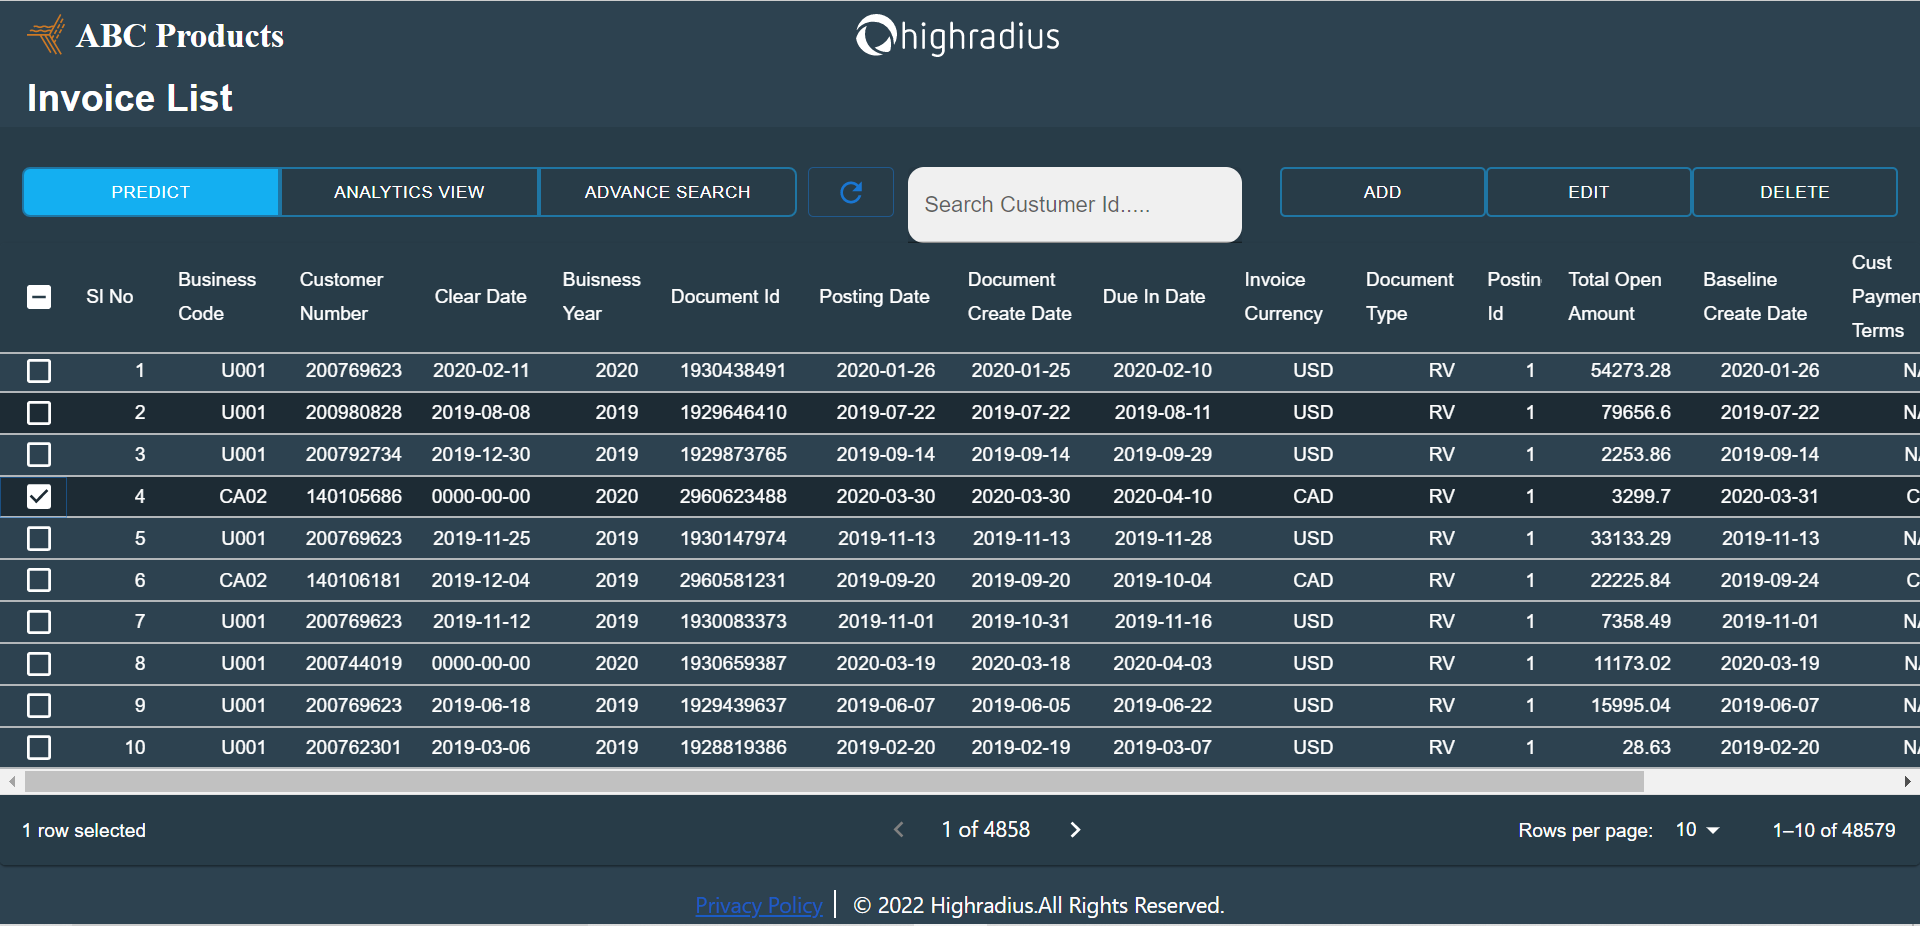 ABC Products
highradius
Invoice List
PREDICT ANALYTICS VIEW ADVANCE SEARCH Search Custumer Id..... ADD EDIT DELETE
Sl No Business Code Customer Number Clear Date Buisness Year Document Id Posting Date Document Create Date Due In Date Invoice Currency Document Type Postin Id Total Open Amount Baseline Create Date Cust Paymen Terms
1 U001 200769623 2020-02-11 2020 1930438491 2020-01-26 2020-01-25 2020-02-10 USD RV 1 54273.28 2020-01-26 NA
2 U001 200980828 2019-08-08 2019 1929646410 2019-07-22 2019-07-22 2019-08-11 USD RV 1 79656.6 2019-07-22 NA
3 U001 200792734 2019-12-30 2019 1929873765 2019-09-14 2019-09-14 2019-09-29 USD RV 1 2253.86 2019-09-14 NA
4 CA02 140105686 0000-00-00 2020 2960623488 2020-03-30 2020-03-30 2020-04-10 CAD RV 1 3299.7 2020-03-31 C
5 U001 200769623 2019-11-25 2019 1930147974 2019-11-13 2019-11-13 2019-11-28 USD RV 1 33133.29 2019-11-13 NA
6 CA02 140106181 2019-12-04 2019 2960581231 2019-09-20 2019-09-20 2019-10-04 CAD RV 1 22225.84 2019-09-24 C
7 U001 200769623 2019-11-12 2019 1930083373 2019-11-01 2019-10-31 2019-11-16 USD RV 1 7358.49 2019-11-01 NA
8 U001 200744019 0000-00-00 2020 1930659387 2020-03-19 2020-03-18 2020-04-03 USD RV 1 11173.02 2020-03-19 NA
9 U001 200769623 2019-06-18 2019 1929439637 2019-06-07 2019-06-05 2019-06-22 USD RV 1 15995.04 2019-06-07 NA
10 U001 200762301 2019-03-06 2019 1928819386 2019-02-20 2019-02-19 2019-03-07 USD RV 1 28.63 2019-02-20 NA
1 row selected 1 of 4858 Rows per page: 10 1–10 of 48579
Privacy Policy © 2022 Highradius.All Rights Reserved.